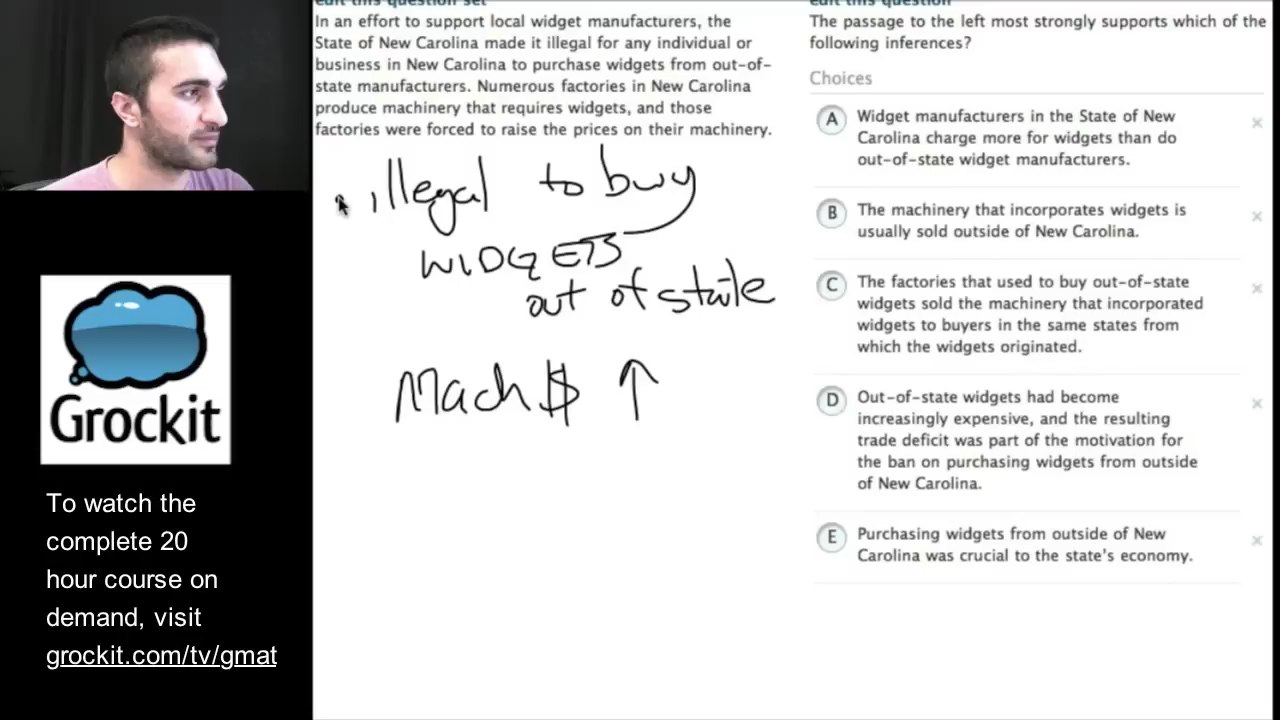 edit this question set
In an effort to support local widget manufacturers, the
State of New Carolina made it illegal for any individual or
business in New Carolina to purchase widgets from out-of-
state manufacturers. Numerous factories in New Carolina
produce machinery that requires widgets, and those
factories were forced to raise the prices on their machinery.
illegal to buy
WIDGETS
out of state
Mach $ ↑
edit this question
The passage to the left most strongly supports which of the
following inferences?
Choices
A Widget manufacturers in the State of New
Carolina charge more for widgets than do
out-of-state widget manufacturers.
B The machinery that incorporates widgets is
usually sold outside of New Carolina.
C The factories that used to buy out-of-state
widgets sold the machinery that incorporated
widgets to buyers in the same states from
which the widgets originated.
D Out-of-state widgets had become
increasingly expensive, and the resulting
trade deficit was part of the motivation for
the ban on purchasing widgets from outside
of New Carolina.
E Purchasing widgets from outside of New
Carolina was crucial to the state's economy.
Grockit
To watch the
complete 20
hour course on
demand, visit
grockit.com/tv/gmat